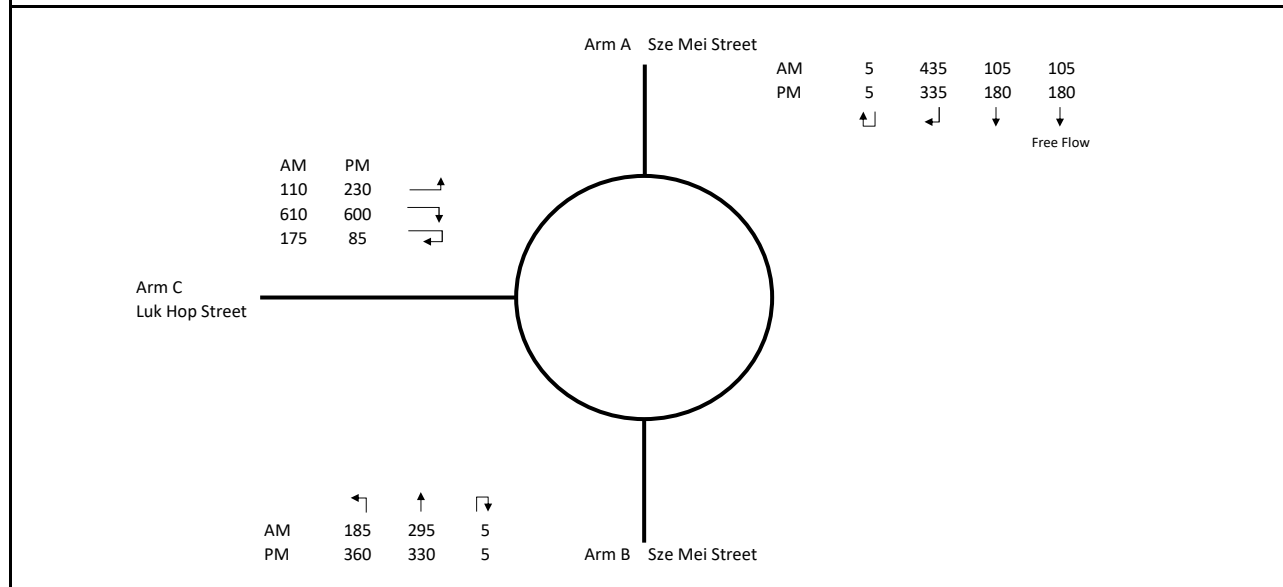 Arm A Sze Mei Street
AM 5 435 105 105
PM 5 335 180 180
Free Flow
AM PM
110 230
610 600
175 85
Arm C
Luk Hop Street
AM 185 295 5
PM 360 330 5
Arm B Sze Mei Street